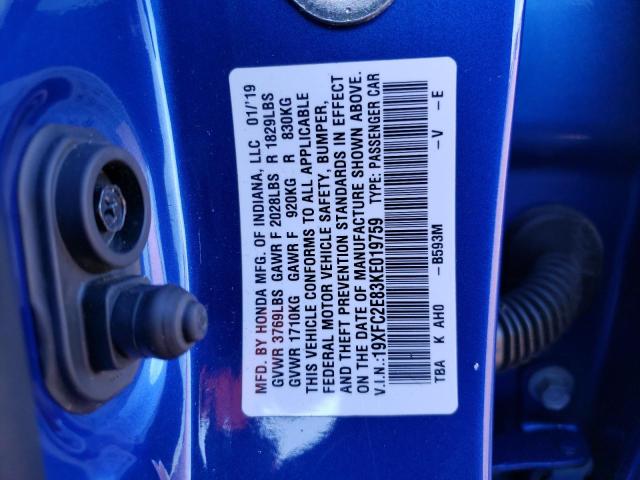 MFD. BY HONDA MFG. OF INDIANA, LLC 01/'19
GVWR 3769LBS GAWR F 2028LBS R 1829LBS
GVWR 1710KG GAWR F 920KG R 830KG
THIS VEHICLE CONFORMS TO ALL APPLICABLE
FEDERAL MOTOR VEHICLE SAFETY, BUMPER,
AND THEFT PREVENTION STANDARDS IN EFFECT
ON THE DATE OF MANUFACTURE SHOWN ABOVE.
V.I.N.:19XFC2E83KE019759 TYPE: PASSENGER CAR
TBA K AH0 -B593M -V -E